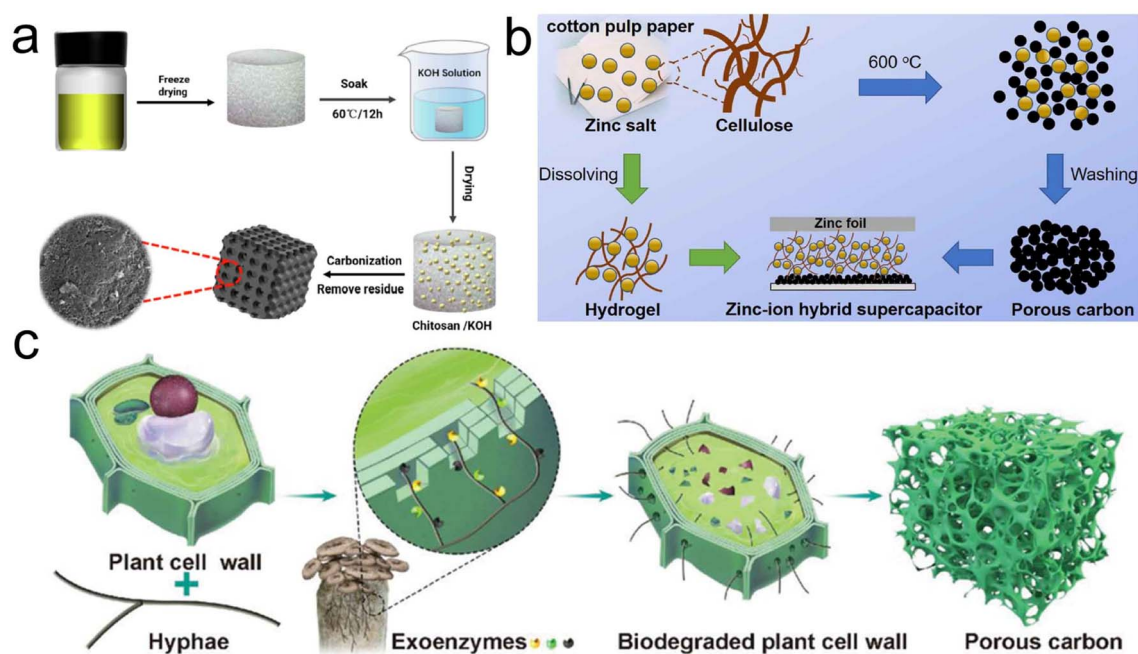 a
Freeze
drying
Soak
60℃/12h
KOH Solution
Drying
Carbonization
Remove residue
Chitosan /KOH
b
cotton pulp paper
Zinc salt
Cellulose
600 °C
Dissolving
Washing
Zinc foil
Hydrogel
Zinc-ion hybrid supercapacitor
Porous carbon
c
Plant cell wall
+
Hyphae
Exoenzymes
Biodegraded plant cell wall
Porous carbon